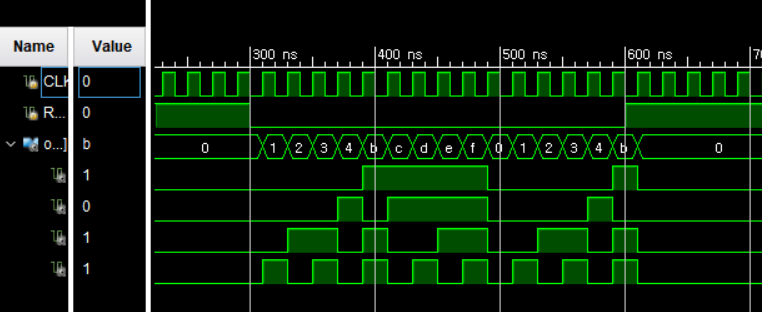 Name Value
300 ns 400 ns 500 ns 600 ns 7
CLK 0
R... 0
o...] b 0 1 2 3 4 b c d e f 0 1 2 3 4 b 0
1
0
1
1